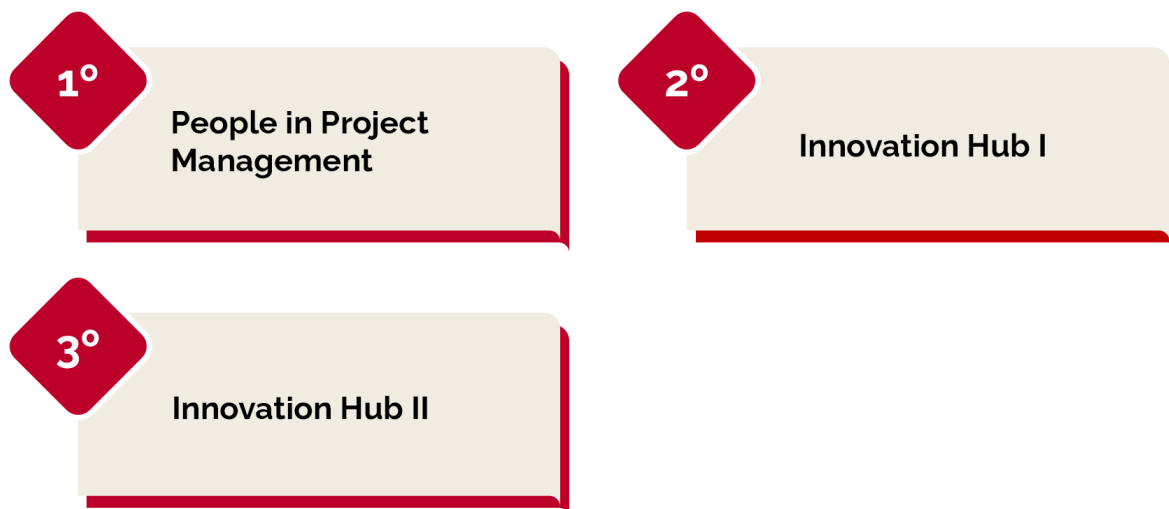 1º
People in Project
Management
2º
Innovation Hub I
3º
Innovation Hub II